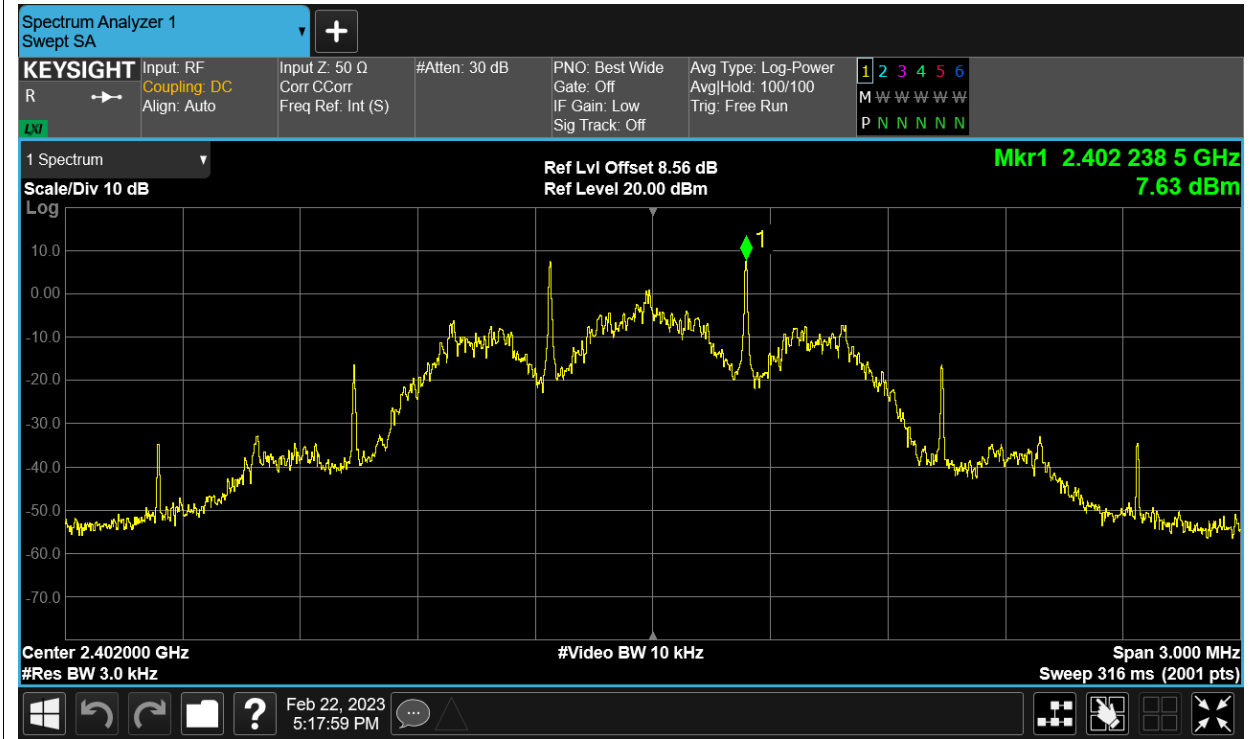 Spectrum Analyzer 1
Swept SA
KEYSIGHT
R
LXI
Input: RF
Coupling: DC
Align: Auto
Input Z: 50 Ω
Corr CCorr
Freq Ref: Int (S)
#Atten: 30 dB
PNO: Best Wide
Gate: Off
IF Gain: Low
Sig Track: Off
Avg Type: Log-Power
Avg|Hold: 100/100
Trig: Free Run
1 2 3 4 5 6
M W W W W W W
P N N N N N N
1 Spectrum
Scale/Div 10 dB
Log
Ref Lvl Offset 8.56 dB
Ref Level 20.00 dBm
Mkr1 2.402 238 5 GHz
7.63 dBm
1
10.0
0.00
-10.0
-20.0
-30.0
-40.0
-50.0
-60.0
-70.0
Center 2.402000 GHz
#Res BW 3.0 kHz
#Video BW 10 kHz
Span 3.000 MHz
Sweep 316 ms (2001 pts)
?
Feb 22, 2023
5:17:59 PM